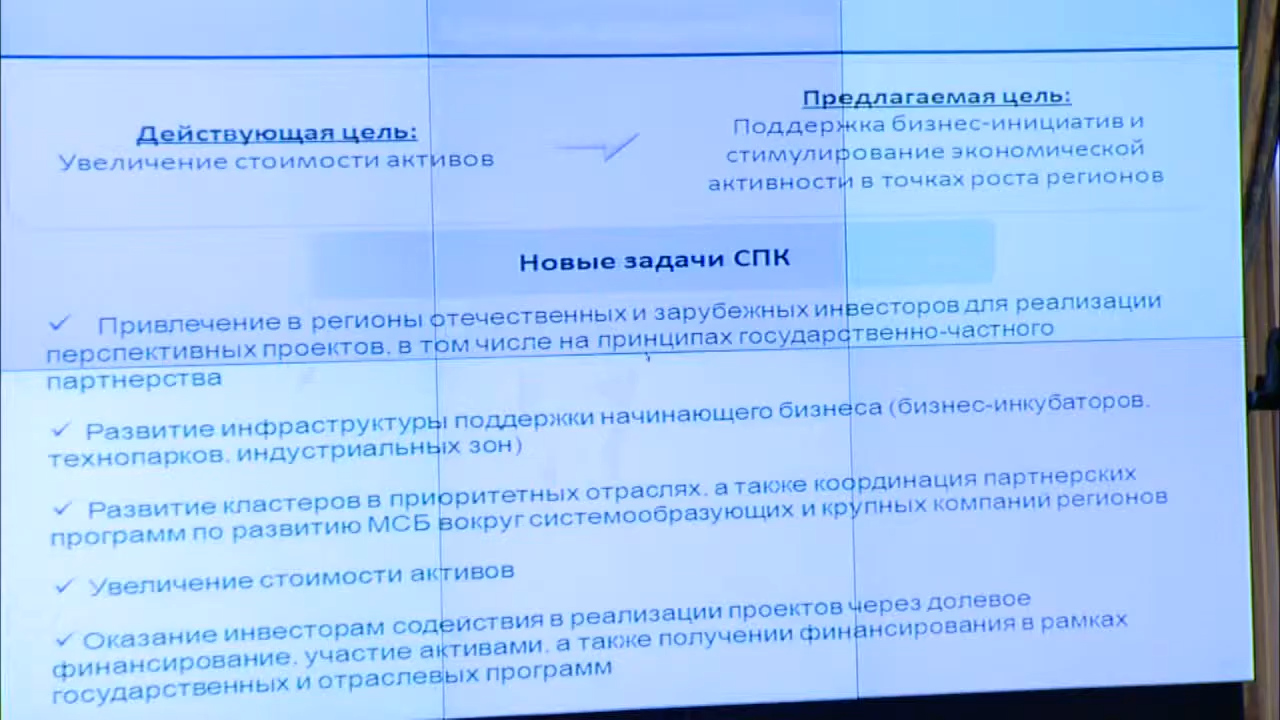 Действующая цель:
Увеличение стоимости активов
Предлагаемая цель:
Поддержка бизнес-инициатив и
стимулирование экономической
активности в точках роста регионов
Новые задачи СПК
✓ Привлечение в регионы отечественных и зарубежных инвесторов для реализации
перспективных проектов, в том числе на принципах государственно-частного
партнерства
✓ Развитие инфраструктуры поддержки начинающего бизнеса (бизнес-инкубаторов,
технопарков, индустриальных зон)
✓ Развитие кластеров в приоритетных отраслях, а также координация партнерских
программ по развитию МСБ вокруг системообразующих и крупных компаний регионов
✓ Увеличение стоимости активов
✓ Оказание инвесторам содействия в реализации проектов через долевое
финансирование, участие активами, а также получении финансирования в рамках
государственных и отраслевых программ